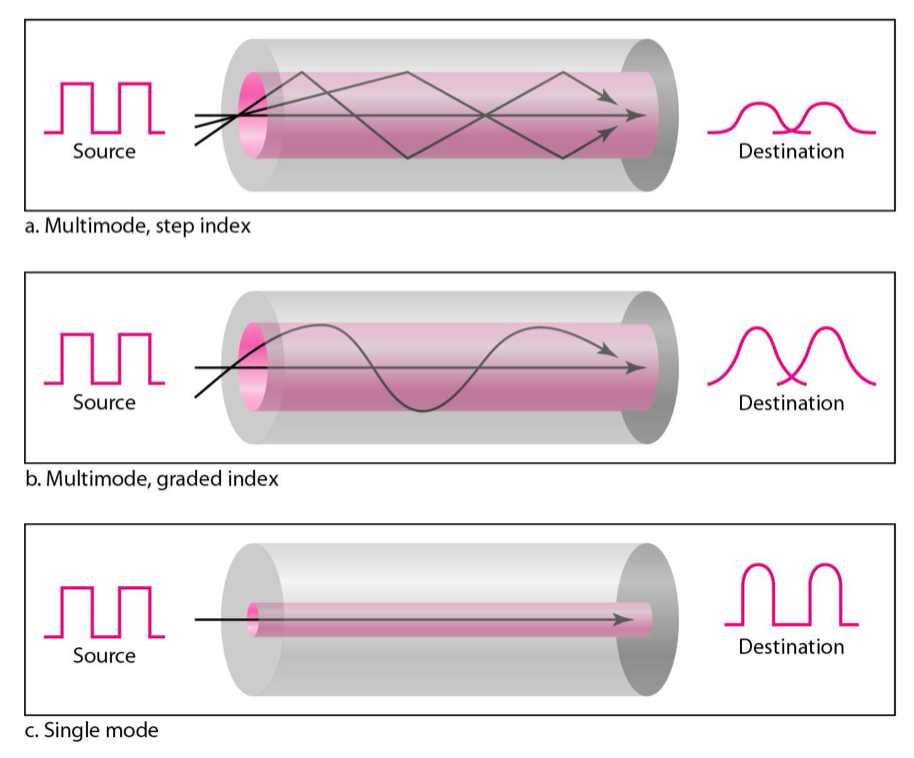 Source
Destination
a. Multimode, step index
Source
Destination
b. Multimode, graded index
Source
Destination
c. Single mode